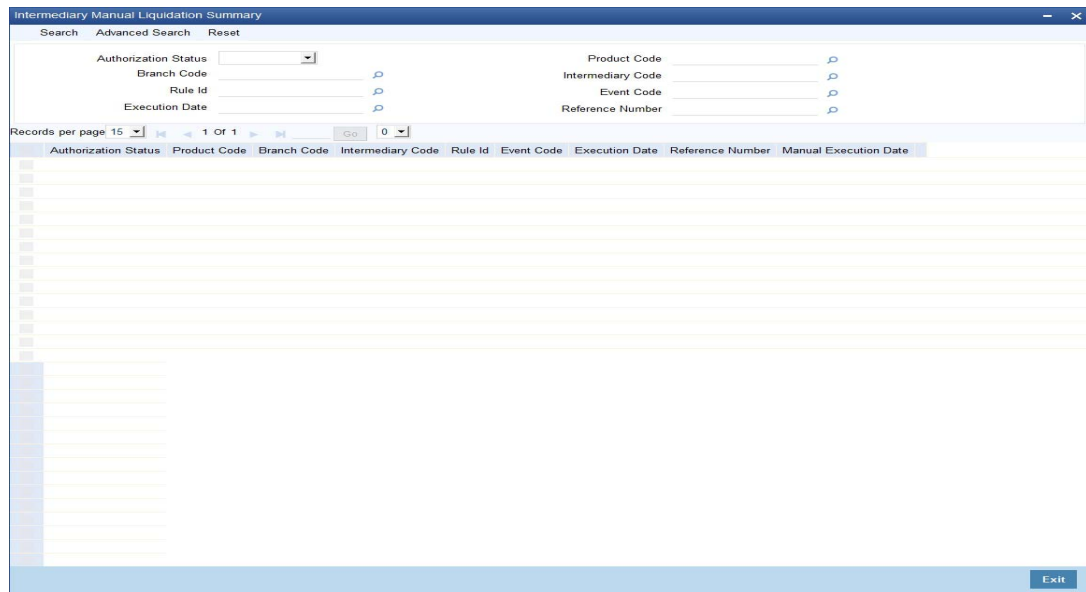 Intermediary Manual Liquidation Summary
Search Advanced Search Reset
Authorization Status Product Code
Branch Code Intermediary Code
Rule Id Event Code
Execution Date Reference Number
Records per page 15 1 Of 1 Go 0
Authorization Status Product Code Branch Code Intermediary Code Rule Id Event Code Execution Date Reference Number Manual Execution Date
Exit